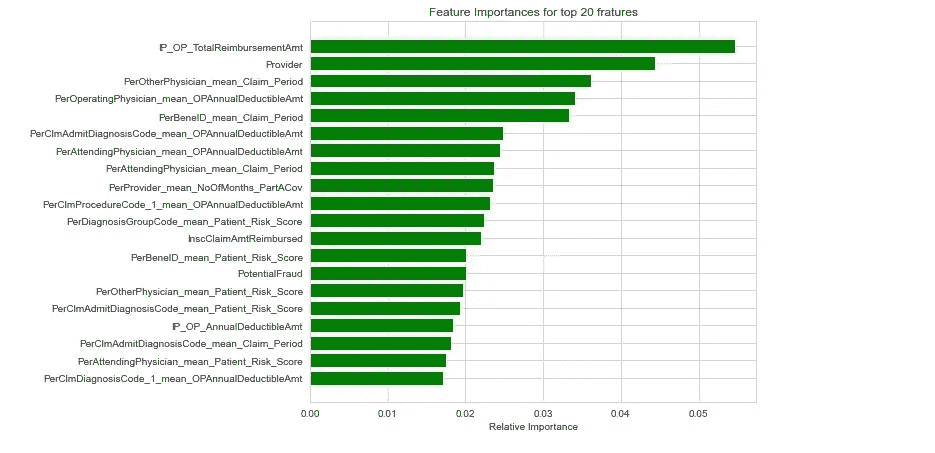 Feature Importances for top 20 fratures
IP_OP_TotalReimbursementAmt
Provider
PerOtherPhysician_mean_Claim_Period
PerOperatingPhysician_mean_OPAnnualDeductibleAmt
PerBeneID_mean_Claim_Period
PerClmAdmitDiagnosisCode_mean_OPAnnualDeductibleAmt
PerAttendingPhysician_mean_OPAnnualDeductibleAmt
PerAttendingPhysician_mean_Claim_Period
PerProvider_mean_NoOfMonths_PartACov
PerClmProcedureCode_1_mean_OPAnnualDeductibleAmt
PerDiagnosisGroupCode_mean_Patient_Risk_Score
InscClaimAmtReimbursed
PerBeneID_mean_Patient_Risk_Score
PotentialFraud
PerOtherPhysician_mean_Patient_Risk_Score
PerClmAdmitDiagnosisCode_mean_Patient_Risk_Score
IP_OP_AnnualDeductibleAmt
PerClmAdmitDiagnosisCode_mean_Claim_Period
PerAttendingPhysician_mean_Patient_Risk_Score
PerClmDiagnosisCode_1_mean_OPAnnualDeductibleAmt
0.00 0.01 0.02 0.03 0.04 0.05
Relative Importance